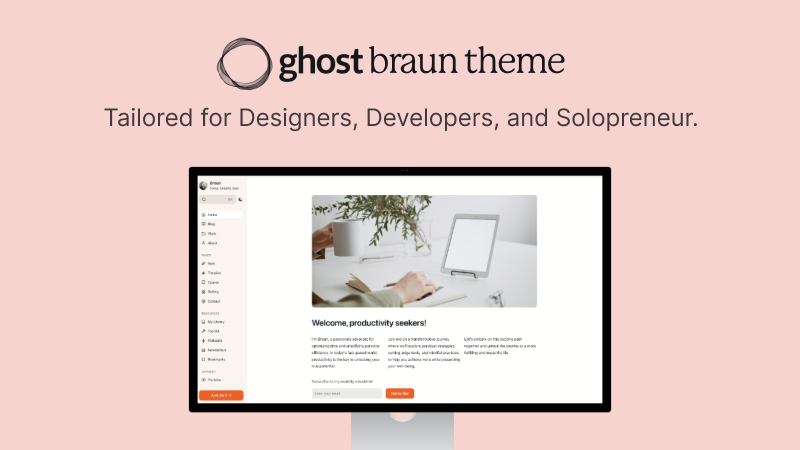 ghost braun theme
Tailored for Designers, Developers, and Solopreneur.
Braun
Home
Blog
Work
About
Timeline
Course
Gallery
Contact
RESOURCES
My Library
Podcasts
Newsletters
Bookmarks
Youtube
Welcome, productivity seekers!
I'm Braun, a passionate advocate for
optimizing time and amplifying personal
efficiency. In today's fast-paced world,
productivity is the key to unlocking your
true potential.
Join me on a transformative journey
where we'll explore practical strategies,
cutting-edge tools, and mindful practices
to help you achieve more while preserving
your well-being.
Let's embark on this exciting path
together and unlock the secrets to a more
fulfilling and impactful life.
Subscribe to my monthly newsletter
Enter your email
Subscribe